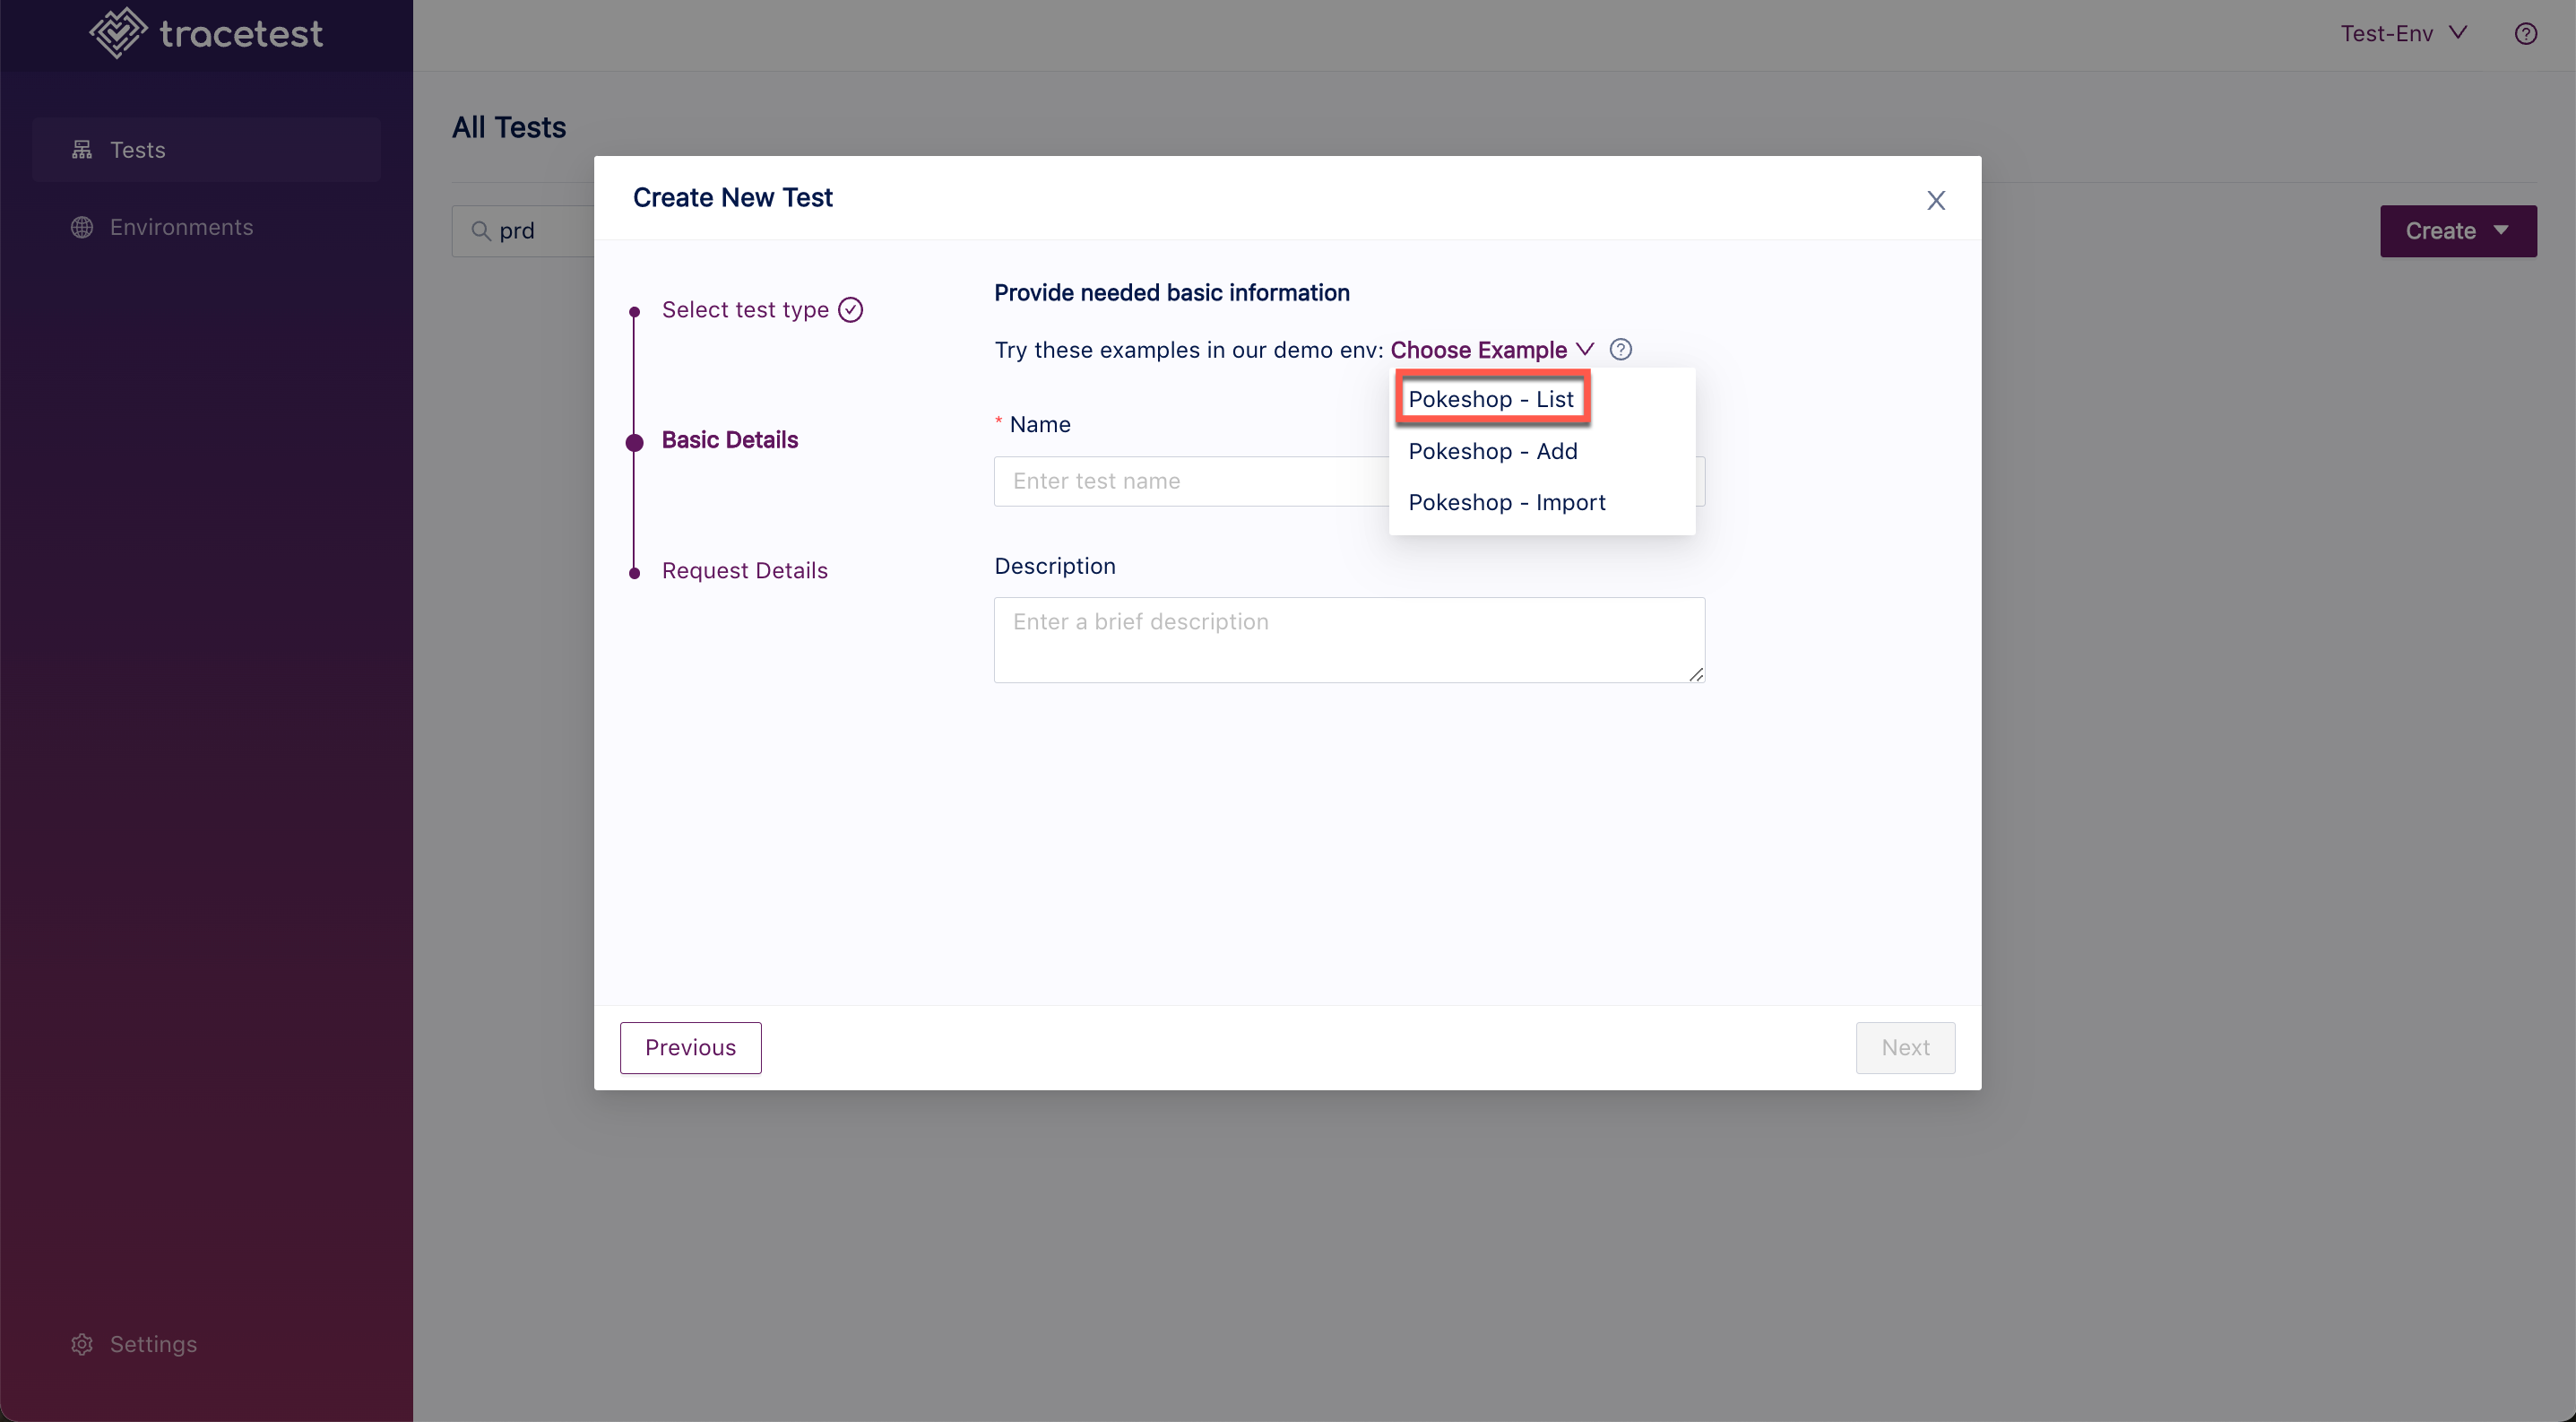 tracetest
Test-Env
Tests
Environments
All Tests
prd
Create
Create New Test
Select test type
Basic Details
Request Details
Provide needed basic information
Try these examples in our demo env: Choose Example
Pokeshop - List
Pokeshop - Add
Pokeshop - Import
* Name
Enter test name
Description
Enter a brief description
Previous
Next
Settings